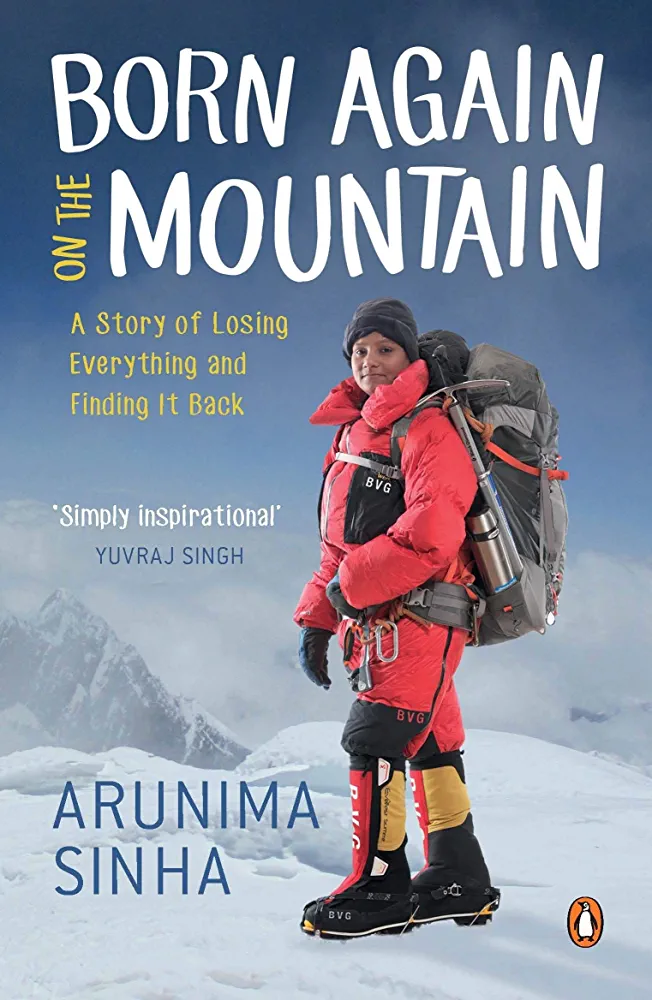 BORN AGAIN
ON THE
MOUNTAIN
A Story of Losing
Everything and
Finding It Back
'Simply inspirational'
YUVRAJ SINGH
BVG
BVG
BVG
BVG
ARUNIMA
SINHA